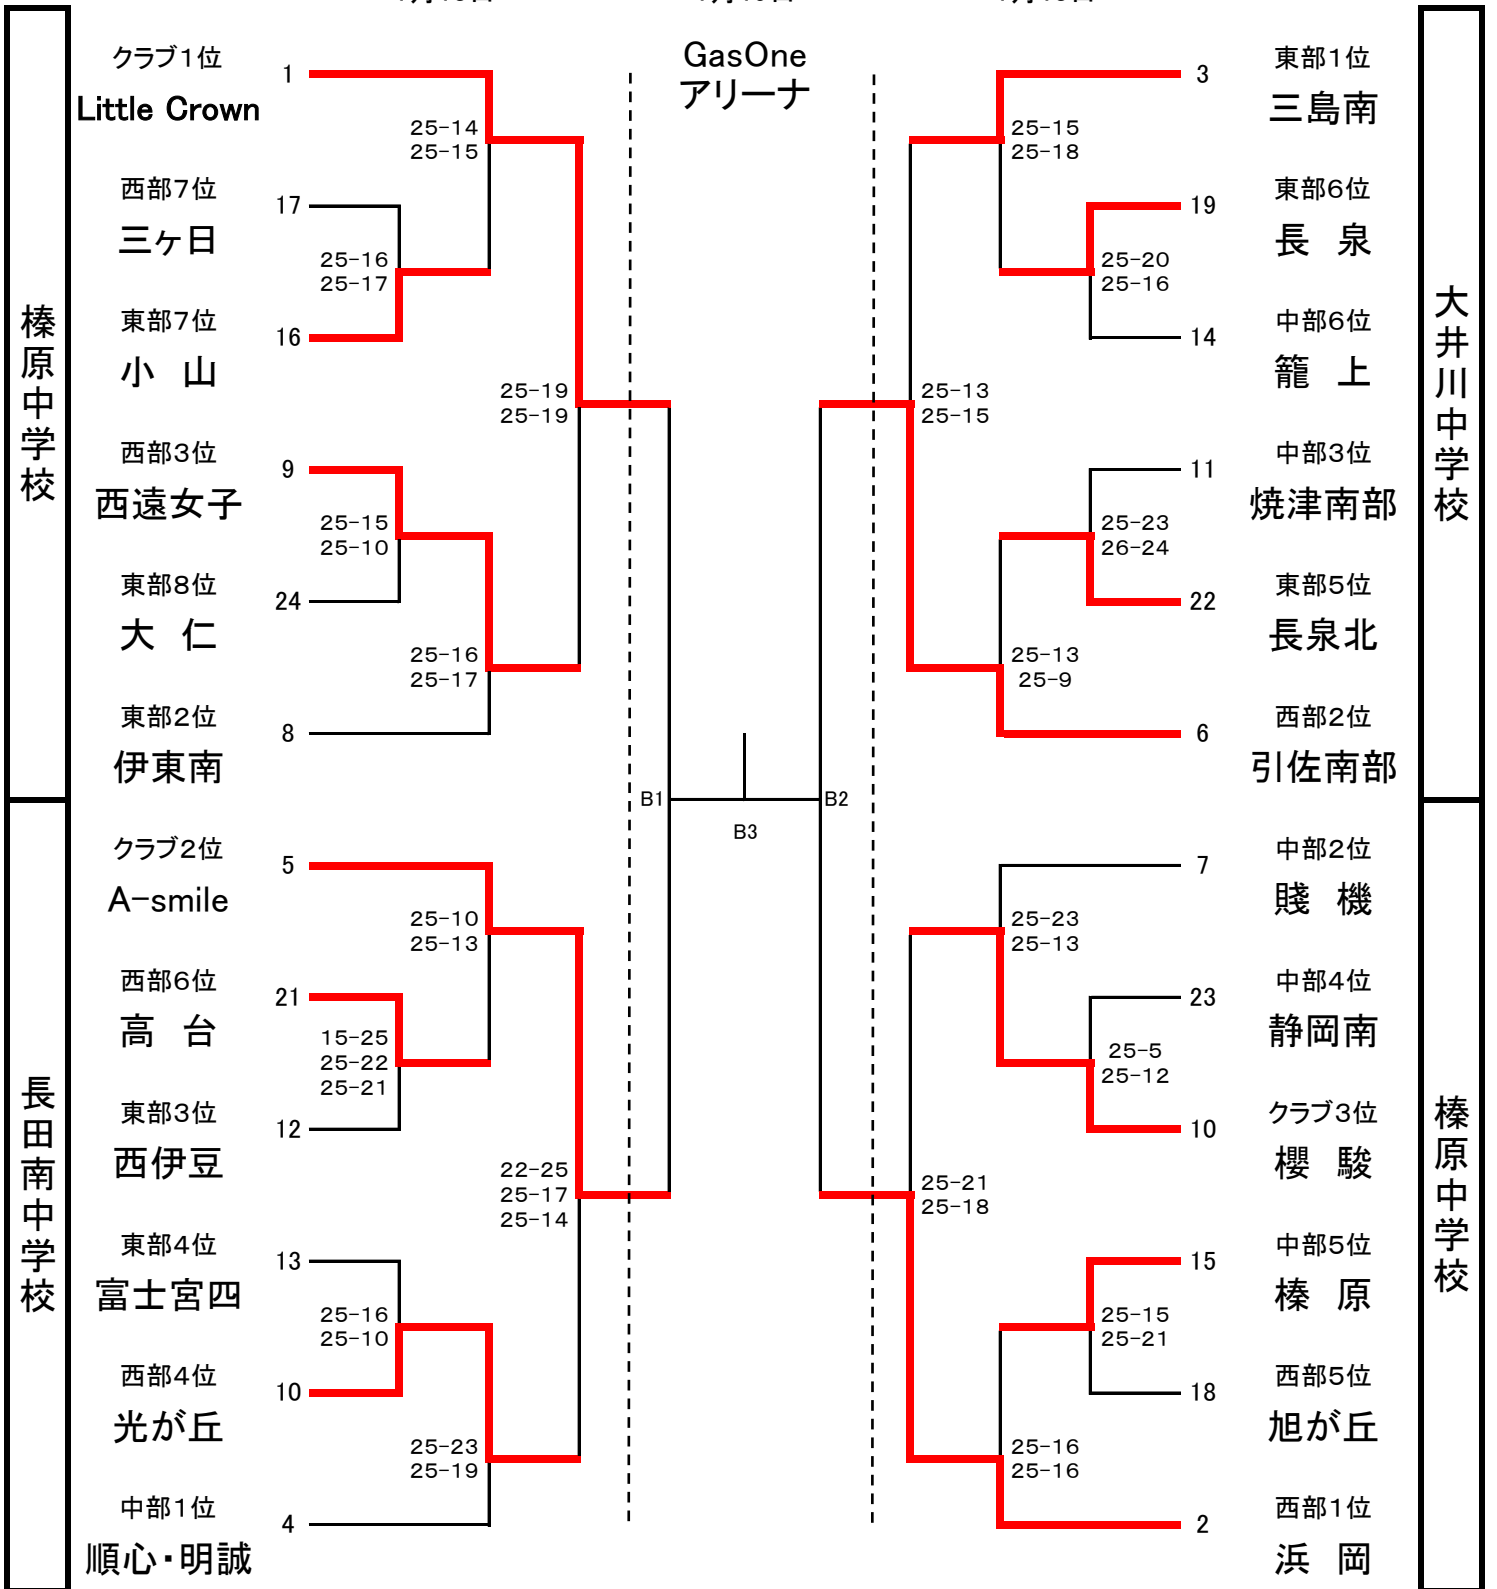 GasOne
アリーナ
榛原中学校
クラブ1位
1
Little Crown
25-14
25-15
西部7位
17
三ヶ日
25-16
25-17
東部7位
16
小 山
25-19
25-19
西部3位
9
西遠女子
25-15
25-10
東部8位
24
大 仁
25-16
25-17
東部2位
8
伊東南
長田南中学校
クラブ2位
5
A-smile
25-10
25-13
西部6位
21
高 台
15-25
25-22
25-21
東部3位
12
西伊豆
22-25
25-17
25-14
東部4位
13
富士宮四
25-16
25-10
西部4位
10
光が丘
25-23
25-19
中部1位
4
順心・明誠
B1
B3
B2
大井川中学校
東部1位
3
三島南
25-15
25-18
東部6位
19
長 泉
25-20
25-16
中部6位
14
籠 上
25-13
25-15
中部3位
11
焼津南部
25-23
26-24
東部5位
22
長泉北
25-13
25-9
西部2位
6
引佐南部
榛原中学校
中部2位
7
賤 機
25-23
25-13
中部4位
23
静岡南
25-5
25-12
クラブ3位
10
櫻 駿
25-21
25-18
中部5位
15
榛 原
25-15
25-21
西部5位
18
旭が丘
25-16
25-16
西部1位
2
浜 岡